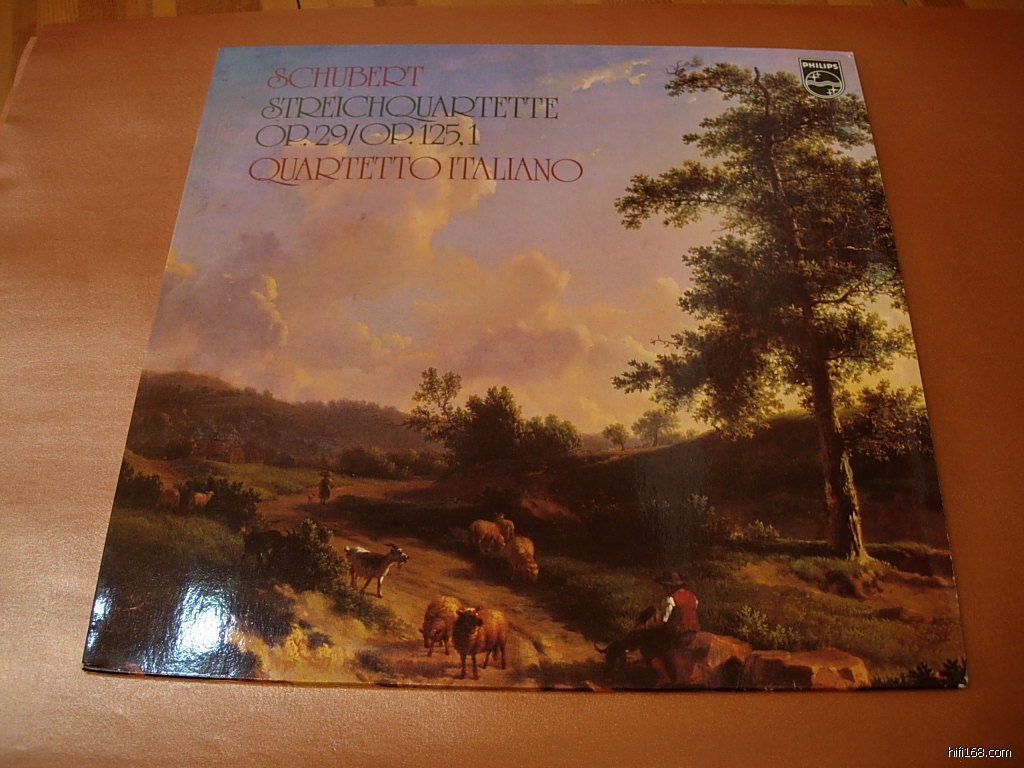 SCHUBERT
STREICHQUARTETTE
OP. 29/OP. 125,1
QUARTETTO ITALIANO
PHILIPS
hifi168.com